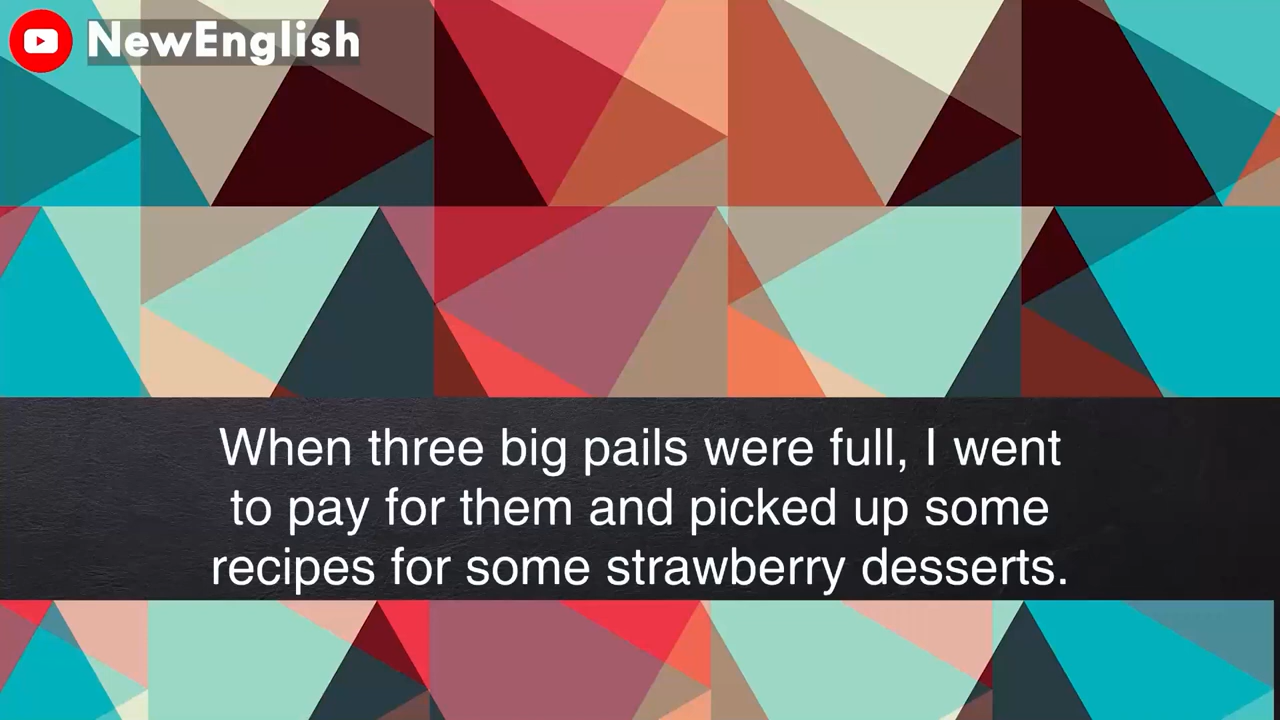 NewEnglish
When three big pails were full, I went
to pay for them and picked up some
recipes for some strawberry desserts.